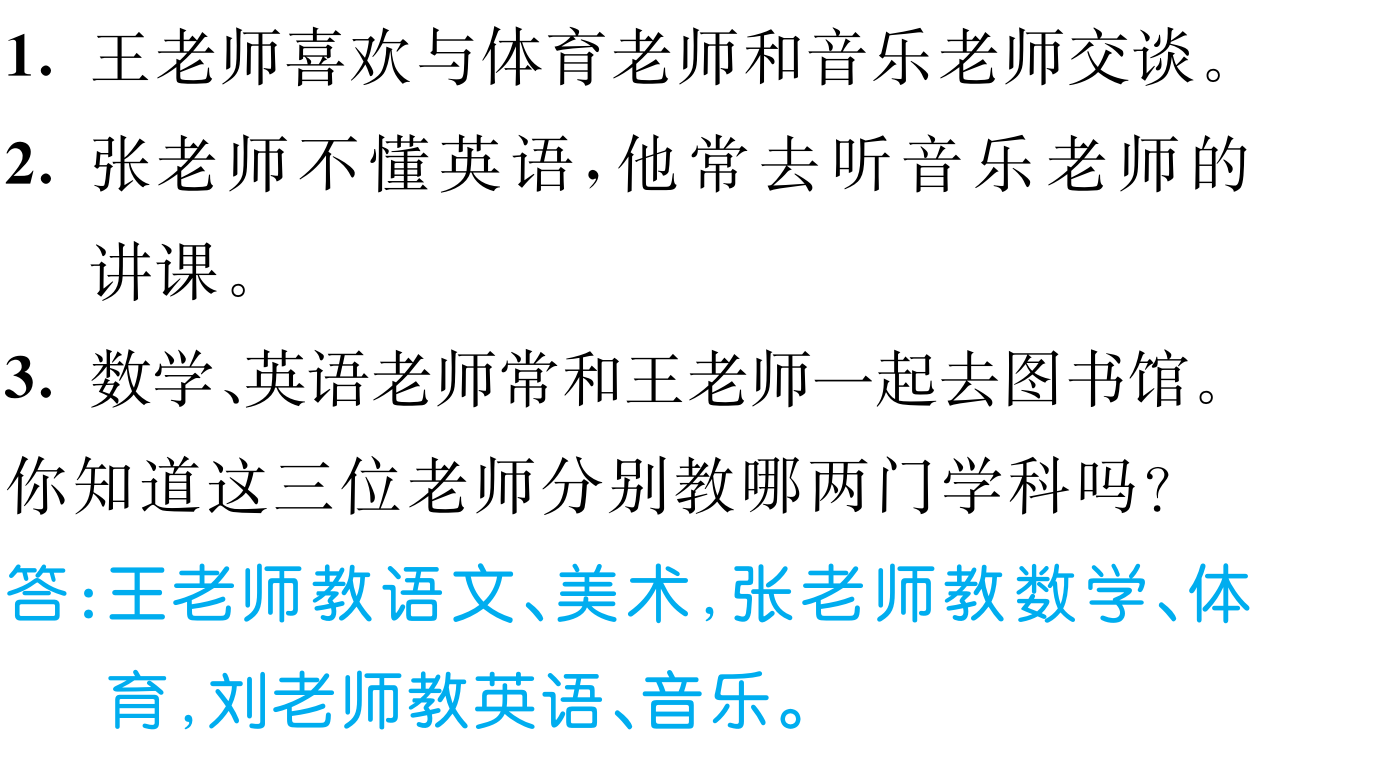 1. 王老师喜欢与体育老师和音乐老师交谈。
2. 张老师不懂英语,他常去听音乐老师的
讲课。
3. 数学、英语老师常和王老师一起去图书馆。
你知道这三位老师分别教哪两门学科吗?
答:王老师教语文、美术,张老师教数学、体
育,刘老师教英语、音乐。